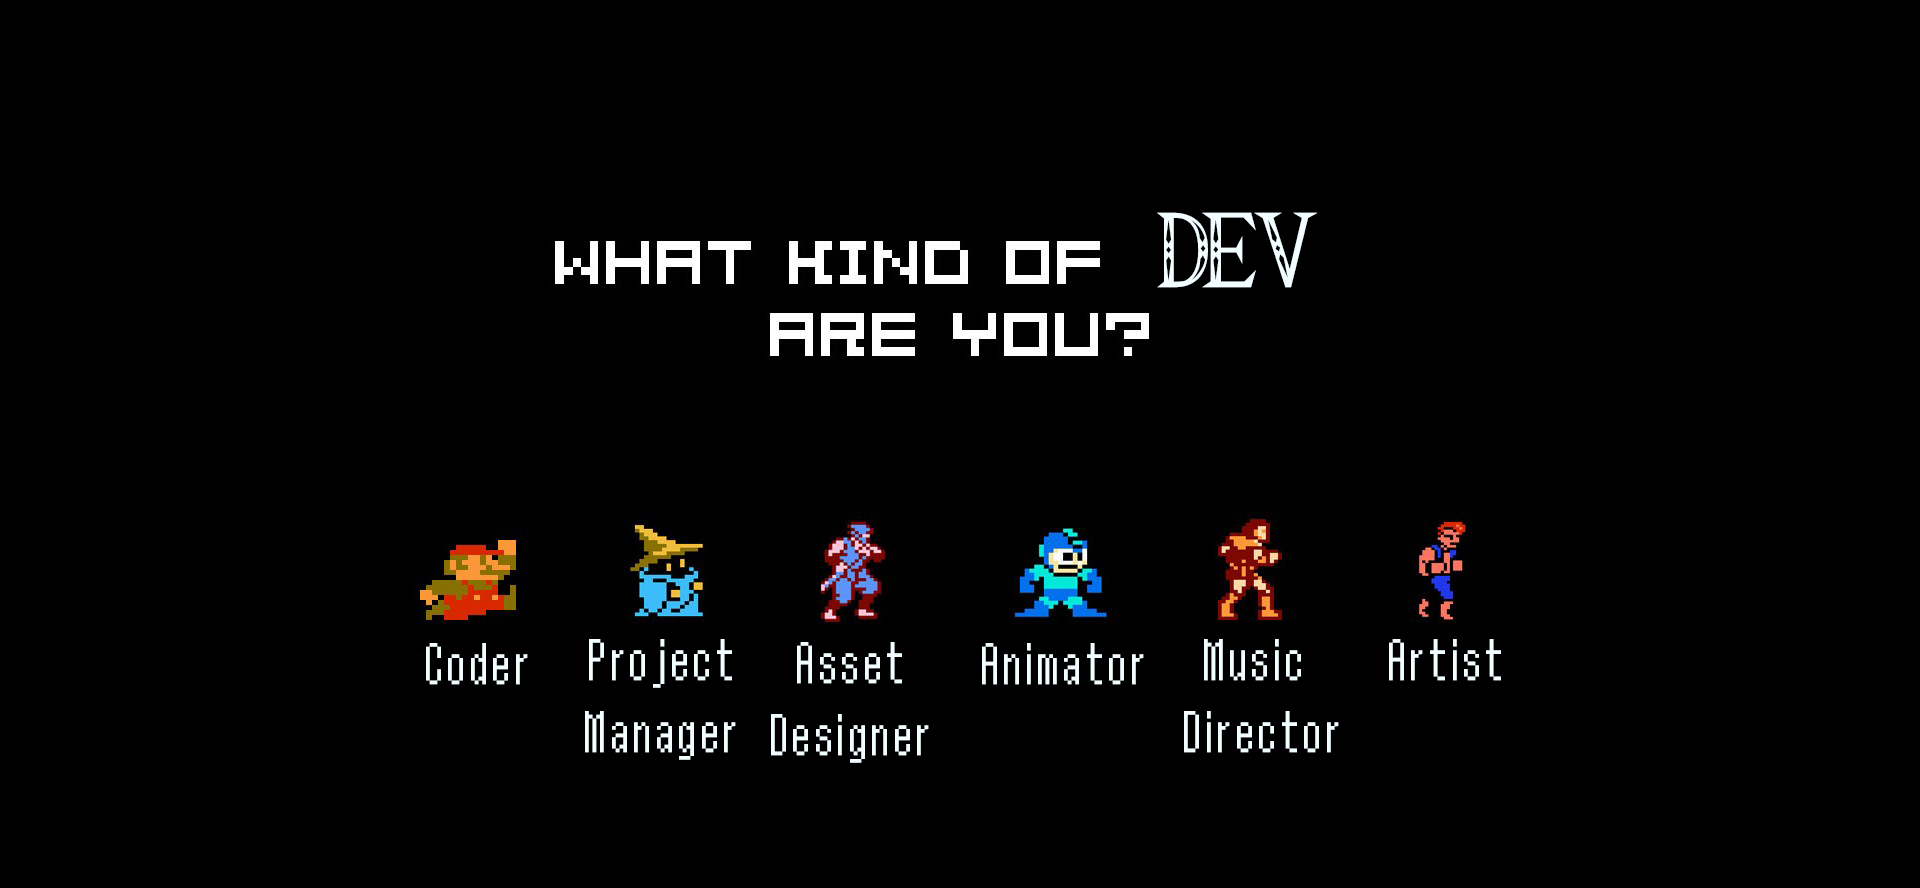 WHAT KIND OF DEV
ARE YOU?
Coder
Project
Manager
Asset
Designer
Animator
Music
Director
Artist